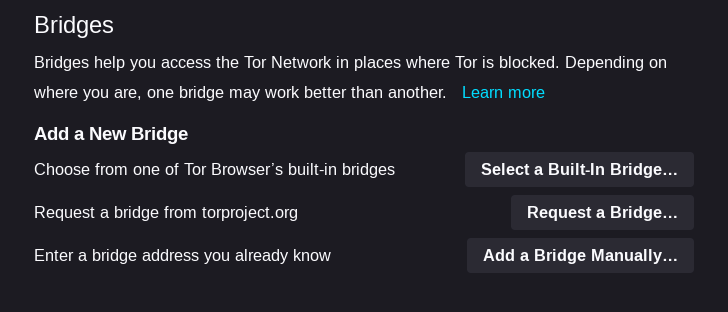 Bridges
Bridges help you access the Tor Network in places where Tor is blocked. Depending on
where you are, one bridge may work better than another. Learn more
Add a New Bridge
Choose from one of Tor Browser’s built-in bridges Select a Built-In Bridge…
Request a bridge from torproject.org Request a Bridge…
Enter a bridge address you already know Add a Bridge Manually…